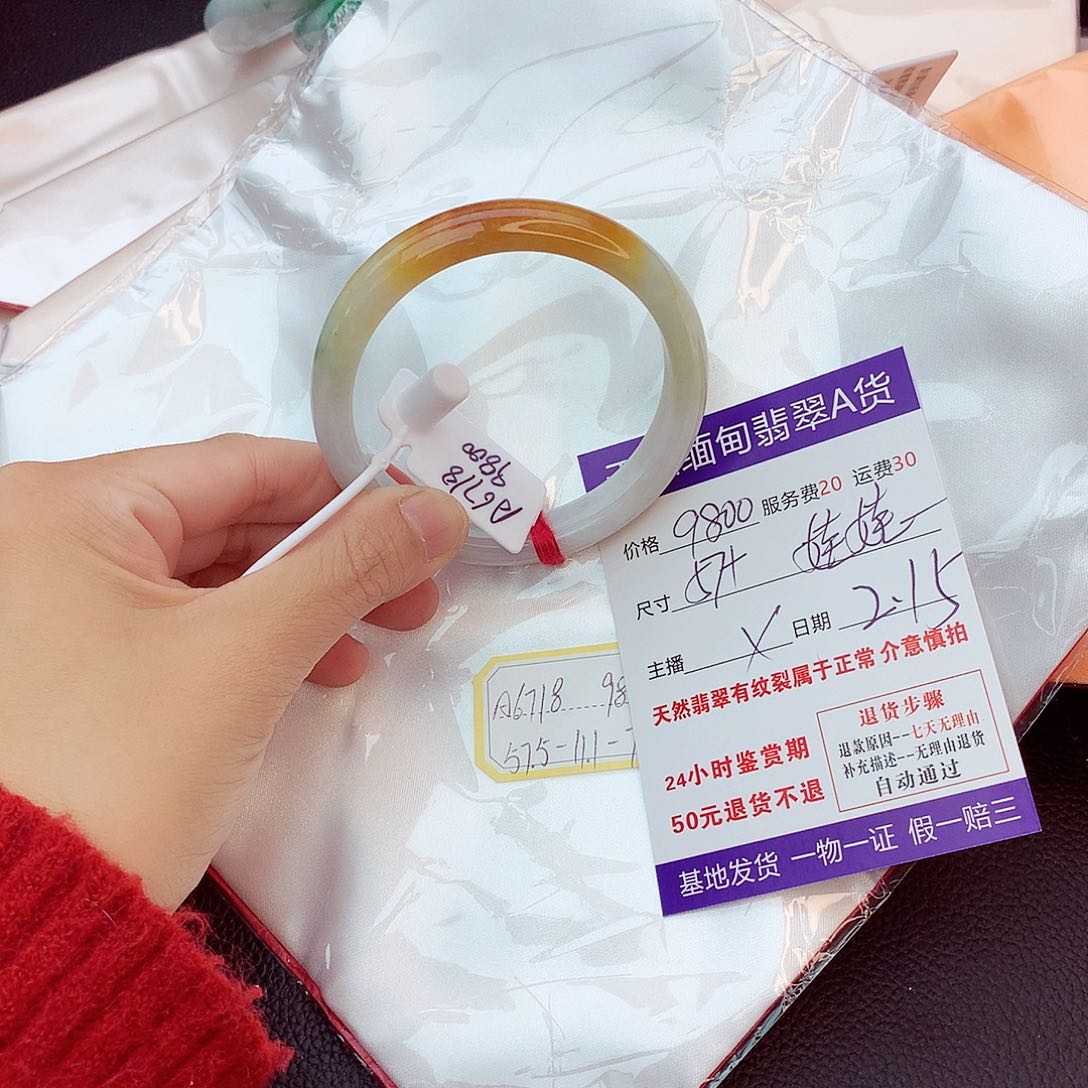 A6718
9800
缅甸翡翠A货
价格 9800 服务费20 运费30
尺寸 57+
主播 X 日期 2.15
天然翡翠有纹裂属于正常 介意慎拍
24小时鉴赏期
50元退货不退
退货步骤
退款原因--七天无理由
补充描述--无理由退货
自动通过
基地发货 一物一证 假一赔三
A6718......98
57.5-11.1-7